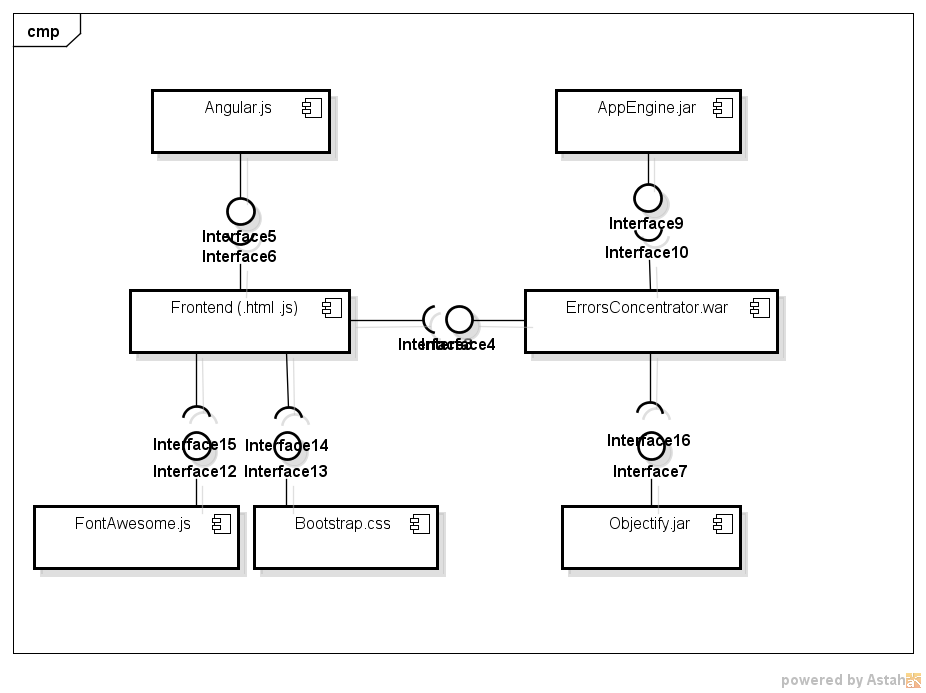 cmp
Angular.js
AppEngine.jar
Interface5
Interface6
Interface9
Interface10
Frontend (.html .js)
ErrorsConcentrator.war
Interface4
Interface15
Interface14
Interface16
Interface12
Interface13
Interface7
FontAwesome.js
Bootstrap.css
Objectify.jar
powered by Astah